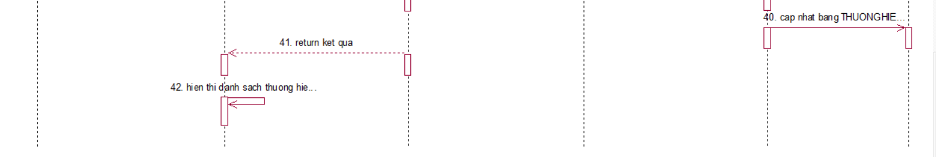 40. cap nhat bang THUONGHIE...
41. return ket qua
42. hien thi danh sach thuong hie...